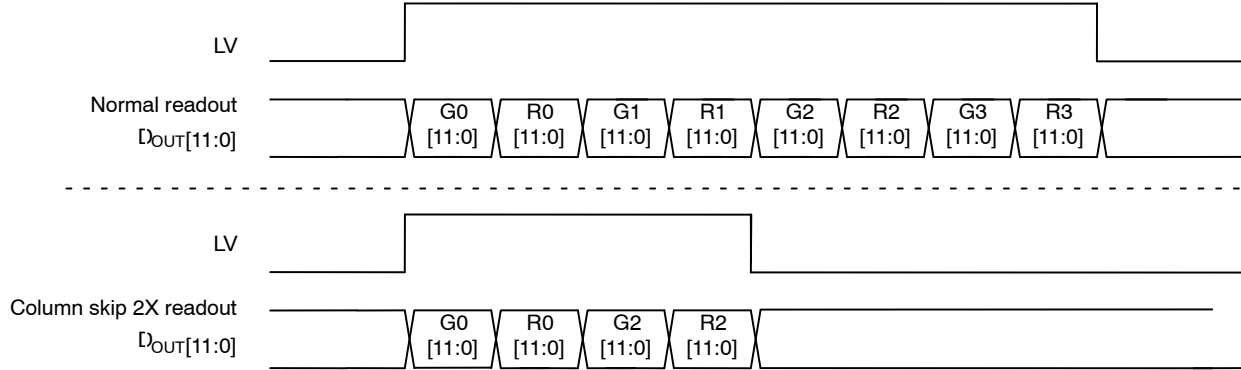 LV
Normal readout
G0 R0 G1 R1 G2 R2 G3 R3
DOUT[11:0]
[11:0] [11:0] [11:0] [11:0] [11:0] [11:0] [11:0] [11:0]
LV
Column skip 2X readout
G0 R0 G2 R2
DOUT[11:0]
[11:0] [11:0] [11:0] [11:0]